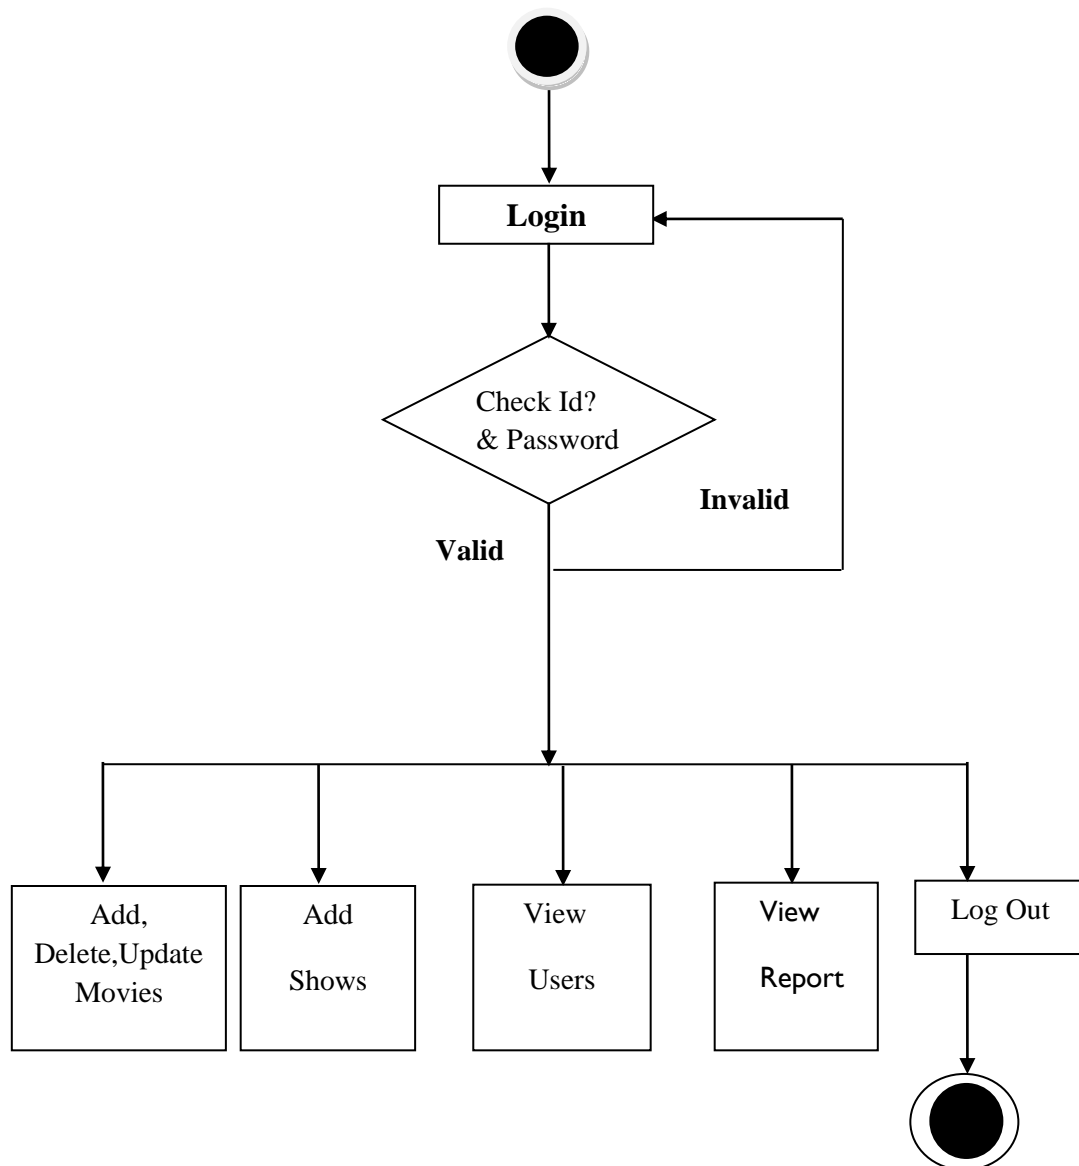 Login
Check Id?
& Password
Invalid
Valid
Add,
Delete,Update
Movies
Add
Shows
View
Users
View
Report
Log Out